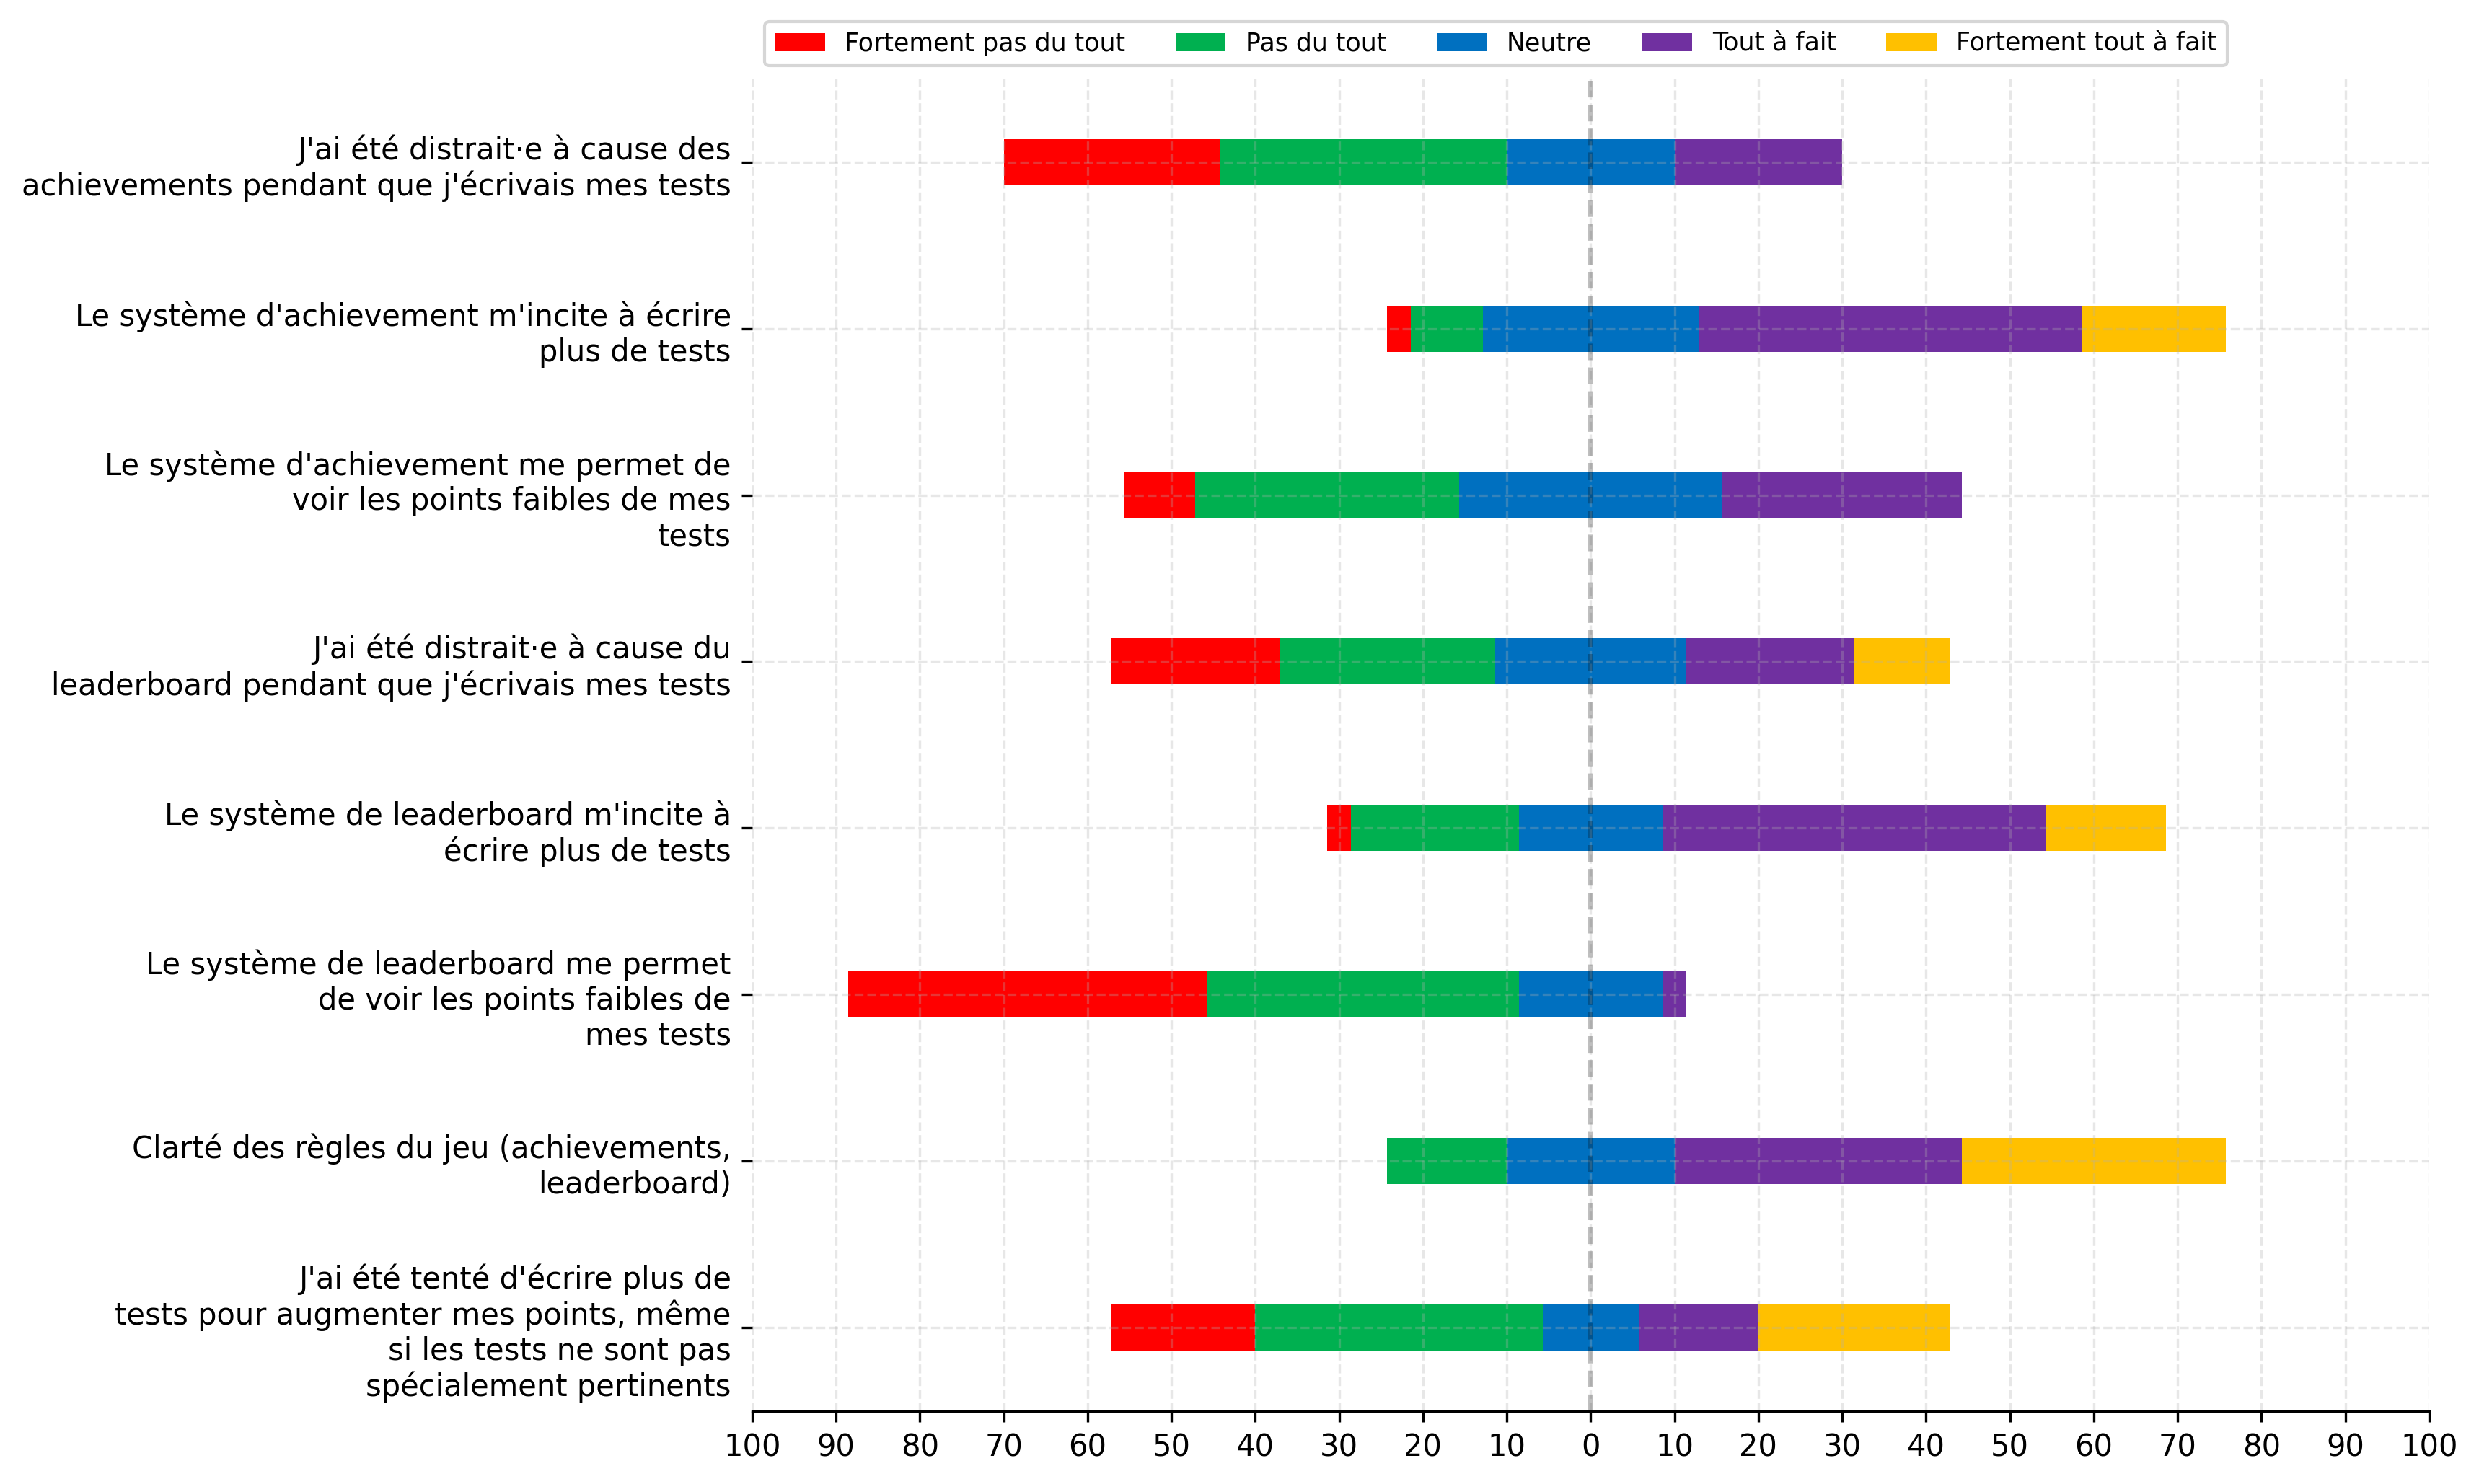 Fortement pas du tout Pas du tout Neutre Tout à fait Fortement tout à fait
J'ai été distrait·e à cause des
achievements pendant que j'écrivais mes tests
Le système d'achievement m'incite à écrire
plus de tests
Le système d'achievement me permet de
voir les points faibles de mes
tests
J'ai été distrait·e à cause du
leaderboard pendant que j'écrivais mes tests
Le système de leaderboard m'incite à
écrire plus de tests
Le système de leaderboard me permet
de voir les points faibles de
mes tests
Clarté des règles du jeu (achievements,
leaderboard)
J'ai été tenté d'écrire plus de
tests pour augmenter mes points, même
si les tests ne sont pas
spécialement pertinents
100 90 80 70 60 50 40 30 20 10 0 10 20 30 40 50 60 70 80 90 100